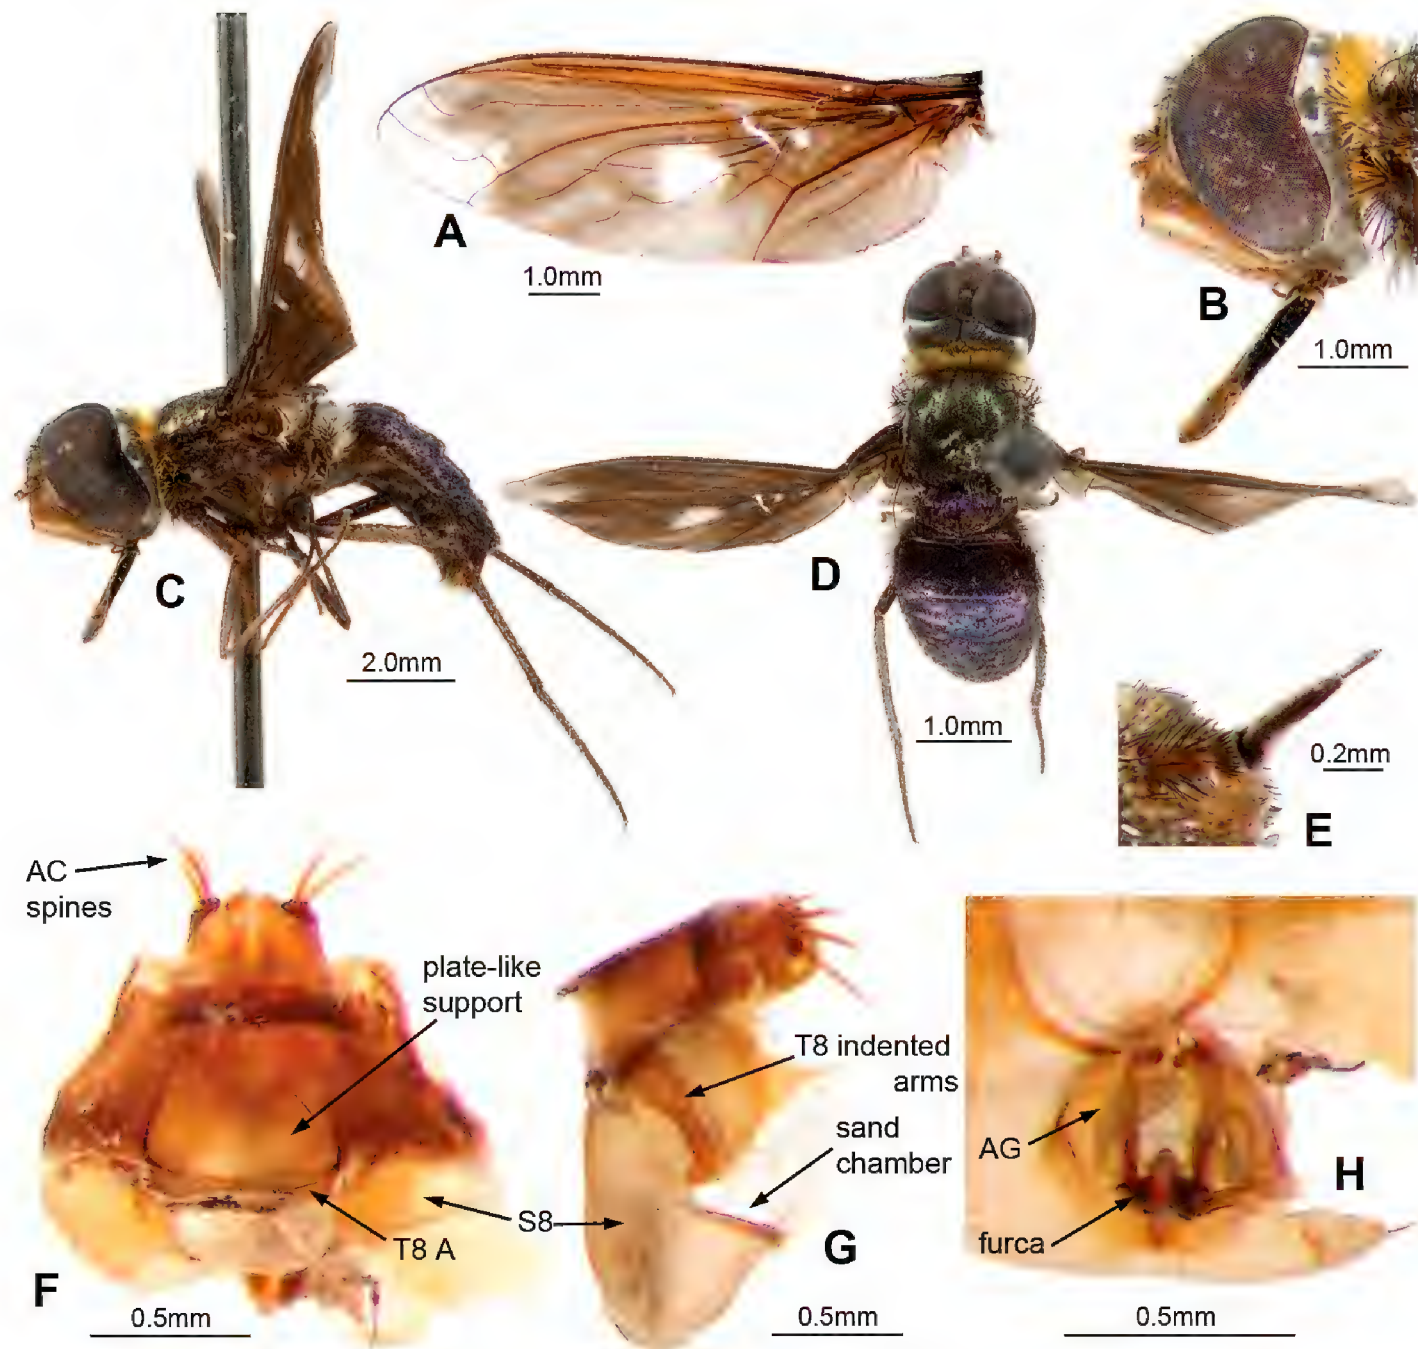 A
1.0mm
B
1.0mm
C
2.0mm
D
1.0mm
E
0.2mm
AC
spines
plate-like
support
T8 A
S8
F
0.5mm
T8 indented
arms
sand
chamber
G
0.5mm
AG
furca
H
0.5mm